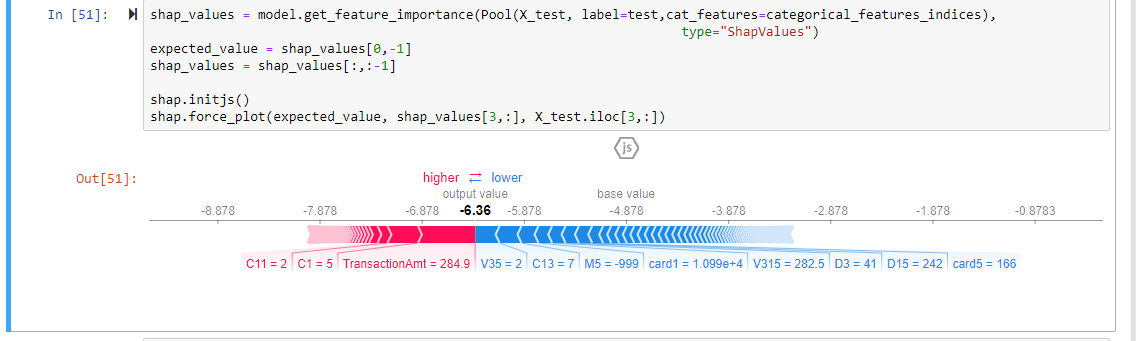 In [51]:
shap_values = model.get_feature_importance(Pool(X_test, label=test,cat_features=categorical_features_indices),
type="ShapValues")
expected_value = shap_values[0,-1]
shap_values = shap_values[:,:-1]
shap.initjs()
shap.force_plot(expected_value, shap_values[3,:], X_test.iloc[3,:])
js
Out[51]:
higher ⇄ lower
output value base value
-8.878 -7.878 -6.878 -6.36 -5.878 -4.878 -3.878 -2.878 -1.878 -0.8783
C11 = 2 C1 = 5 TransactionAmt = 284.9 V35 = 2 C13 = 7 M5 = -999 card1 = 1.099e+4 V315 = 282.5 D3 = 41 D15 = 242 card5 = 166